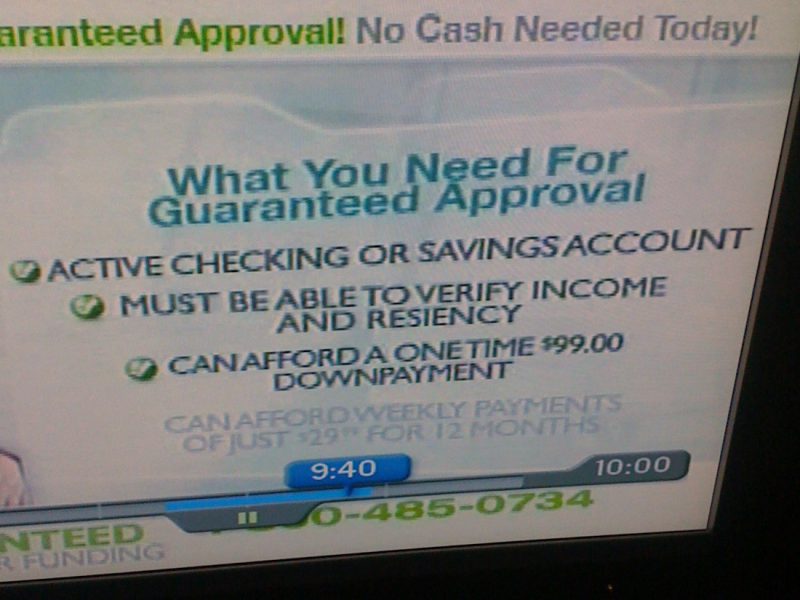 aranteed Approval! No Cash Needed Today!
What You Need For
Guaranteed Approval
ACTIVE CHECKING OR SAVINGS ACCOUNT
MUST BE ABLE TO VERIFY INCOME
AND RESIENCY
CAN AFFORD A ONE TIME $99.00
DOWNPAYMENT
CAN AFFORD WEEKLY PAYMENTS
OF JUST $29.99 FOR 12 MONTHS
9:40
10:00
0-485-0734
NTEED
R FUNDING